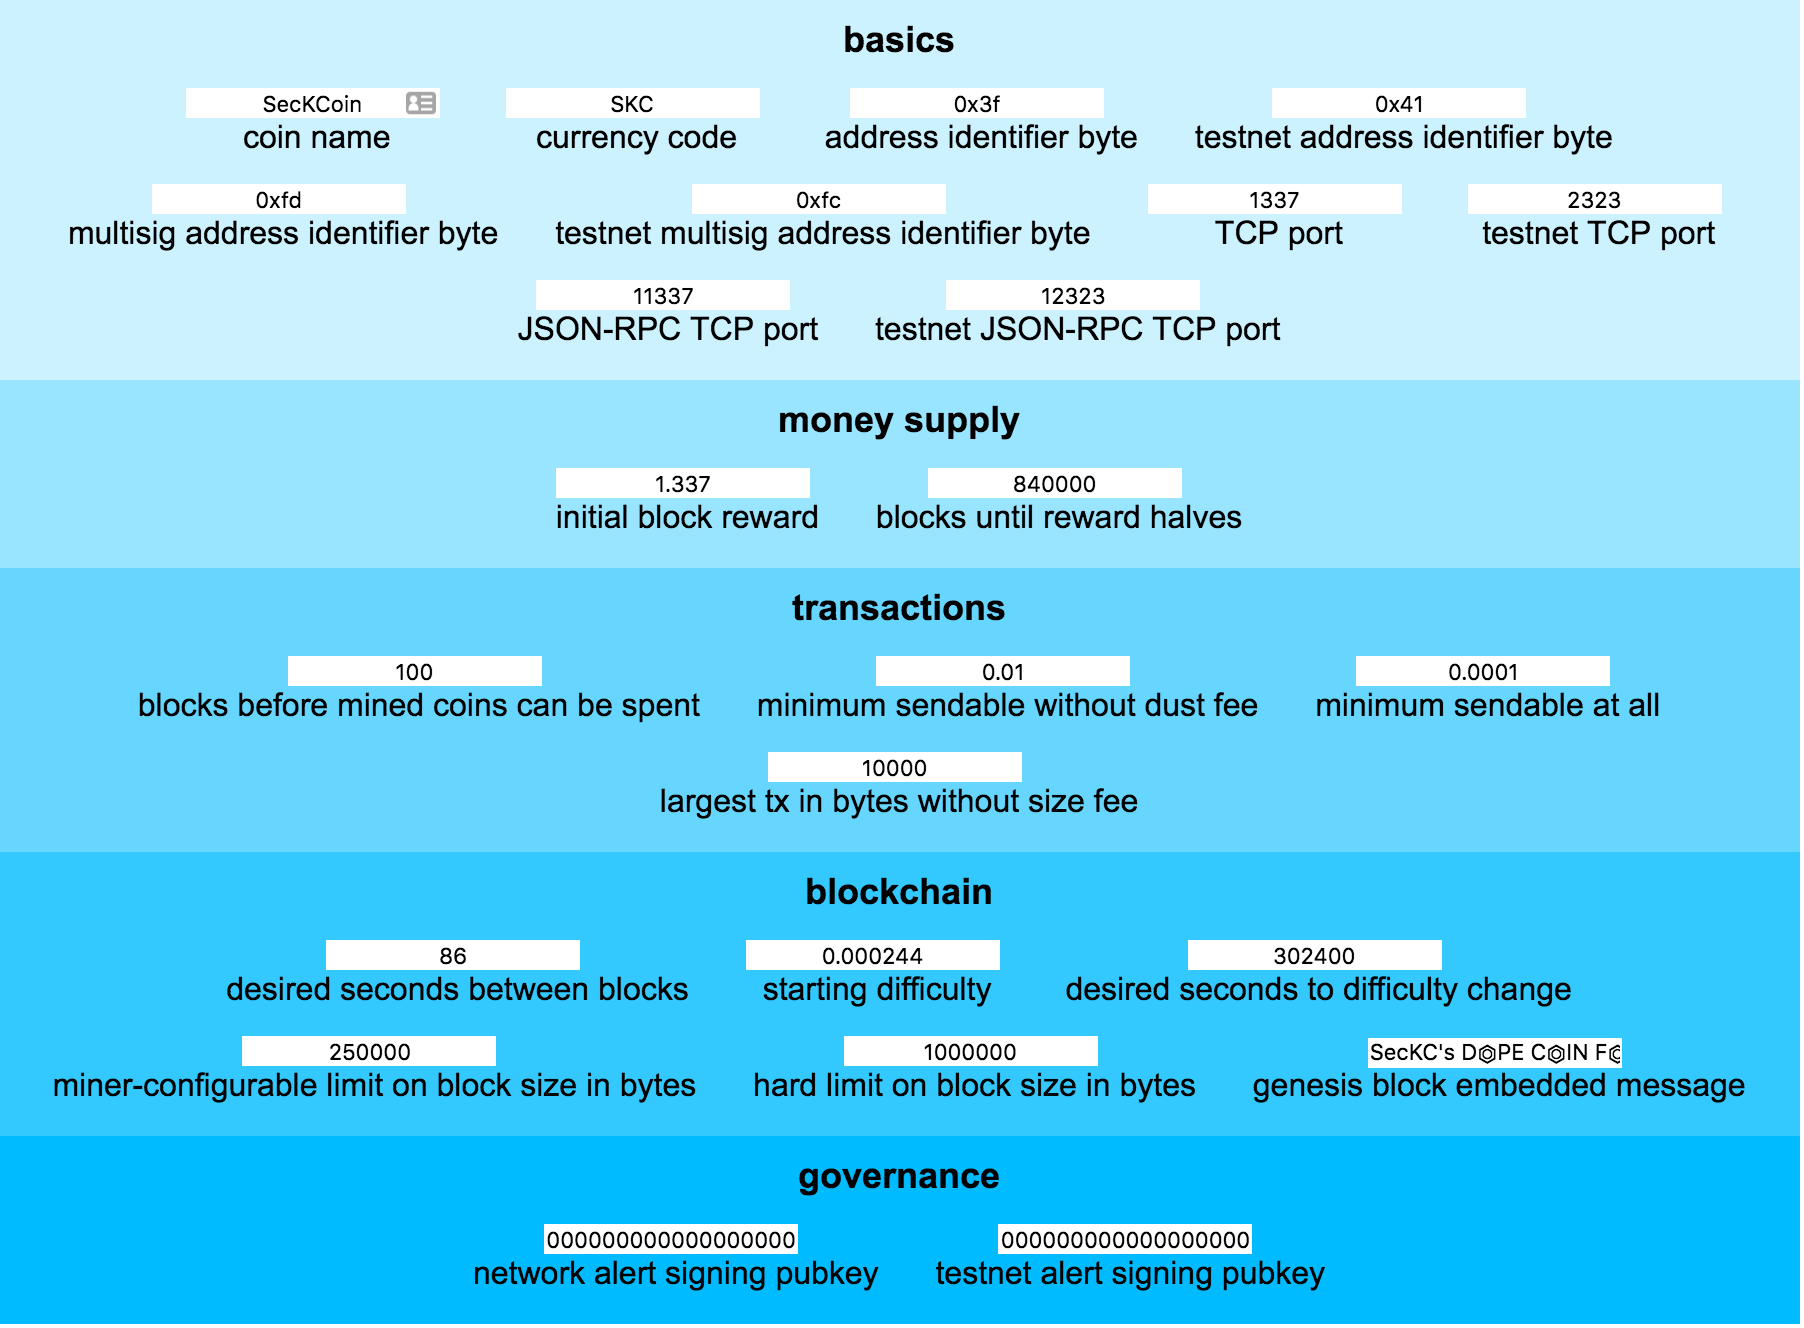 basics
SecKCoin SKC 0x3f 0x41
coin name currency code address identifier byte testnet address identifier byte
0xfd 0xfc 1337 2323
multisig address identifier byte testnet multisig address identifier byte TCP port testnet TCP port
11337 12323
JSON-RPC TCP port testnet JSON-RPC TCP port
money supply
1.337 840000
initial block reward blocks until reward halves
transactions
100 0.01 0.0001
blocks before mined coins can be spent minimum sendable without dust fee minimum sendable at all
10000
largest tx in bytes without size fee
blockchain
86 0.000244 302400
desired seconds between blocks starting difficulty desired seconds to difficulty change
250000 1000000 SecKC's D⏣PE C⏣IN F⏣
miner-configurable limit on block size in bytes hard limit on block size in bytes genesis block embedded message
governance
000000000000000000 000000000000000000
network alert signing pubkey testnet alert signing pubkey